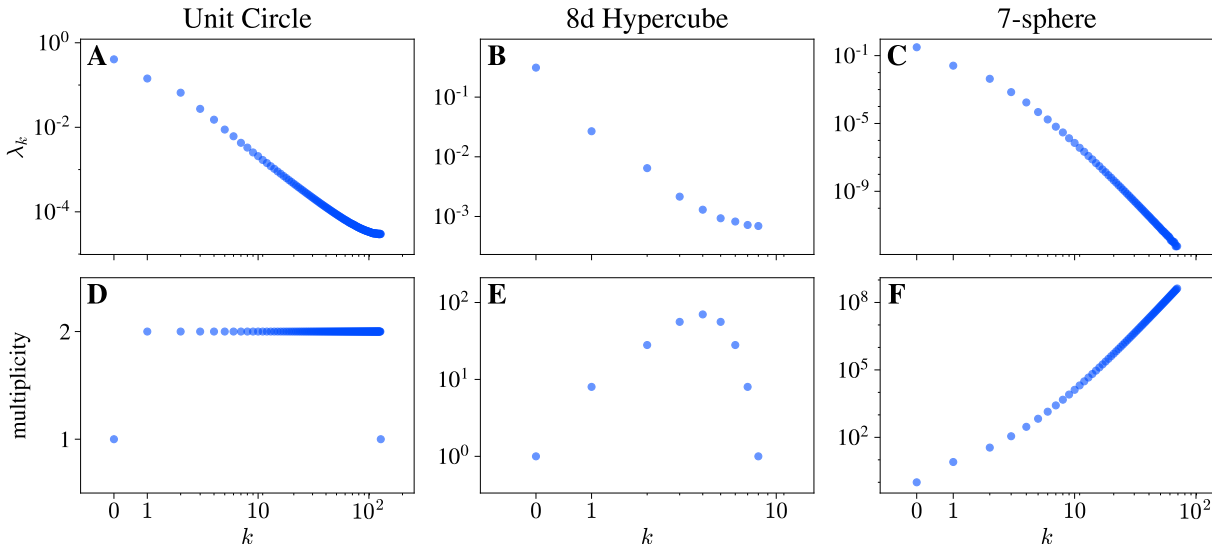 Unit Circle
8d Hypercube
7-sphere
A
B
C
10^0
10^-2
10^-4
λ_k
10^-1
10^-2
10^-3
10^-1
10^-5
10^-9
D
E
F
2
1
multiplicity
10^2
10^1
10^0
10^8
10^5
10^2
0 1 10 10^2
0 1 10
0 1 10 10^2
k
k
k